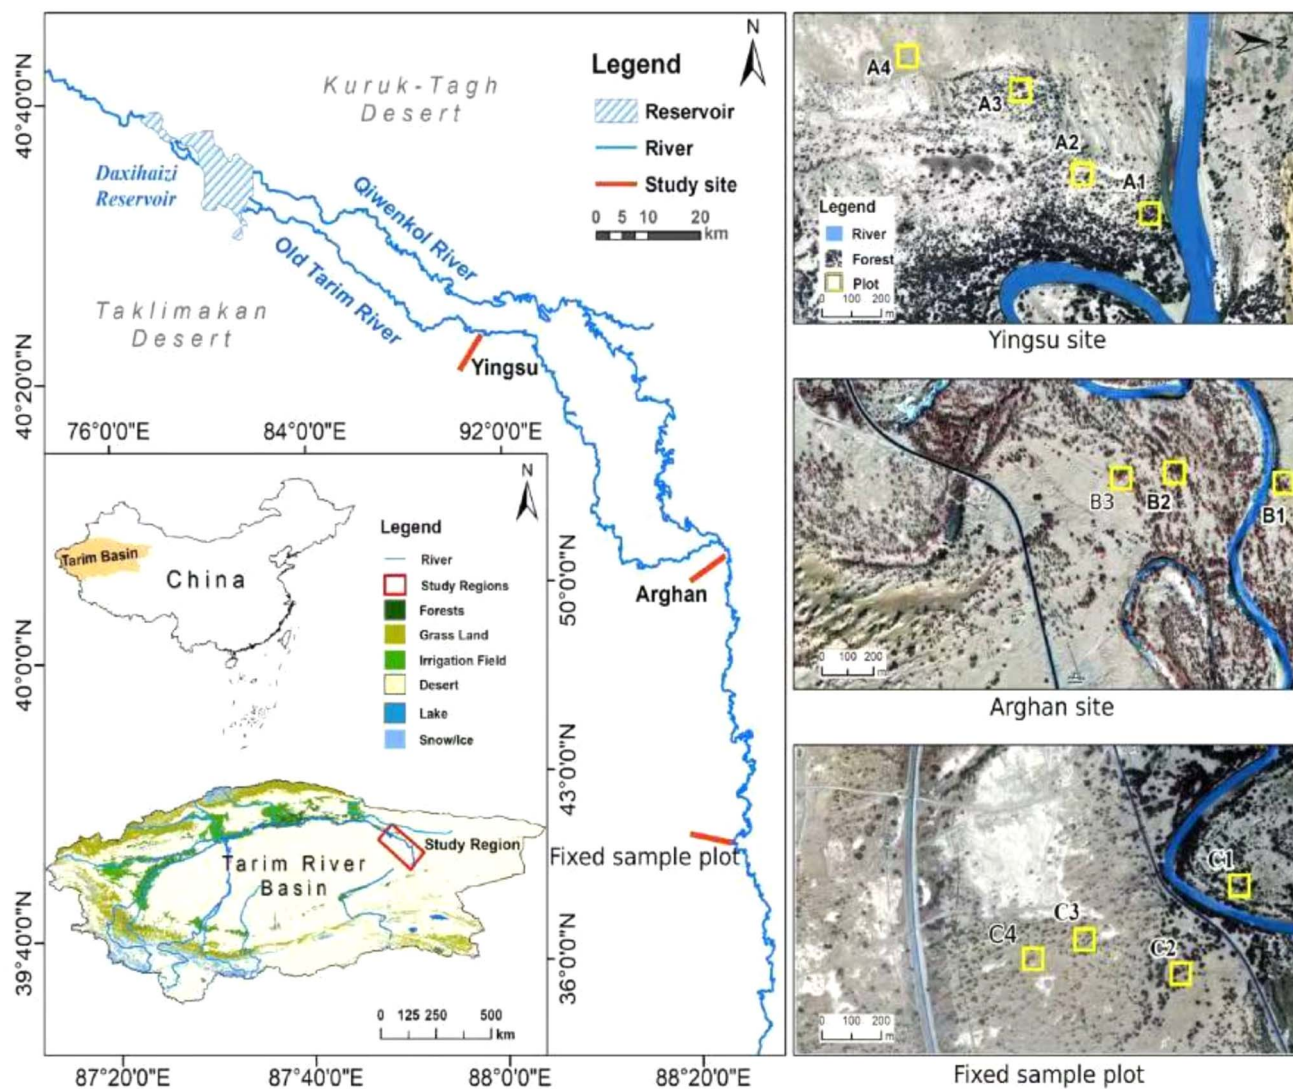 40°40'0"N
40°20'0"N
40°0'0"N
39°40'0"N
87°20'0"E
87°40'0"E
88°0'0"E
88°20'0"E
Kuruk-Tagh
Desert
Daxihaizi
Reservoir
Qiwenkol River
Old Tarim River
Taklimakan
Desert
Yingsu
Arghan
Fixed sample plot
N
Legend
Reservoir
River
Study site
0 5 10 20
km
76°0'0"E
84°0'0"E
92°0'0"E
50°0'0"N
43°0'0"N
36°0'0"N
N
Tarim Basin
China
Legend
River
Study Regions
Forests
Grass Land
Irrigation Field
Desert
Lake
Snow/Ice
Tarim River
Basin
Study Region
0 125 250 500
km
N
A4
A3
A2
A1
Legend
River
Forest
Plot
0 100 200
m
Yingsu site
B3
B2
B1
0 100 200
m
Arghan site
C1
C3
C4
C2
0 100 200
m
Fixed sample plot